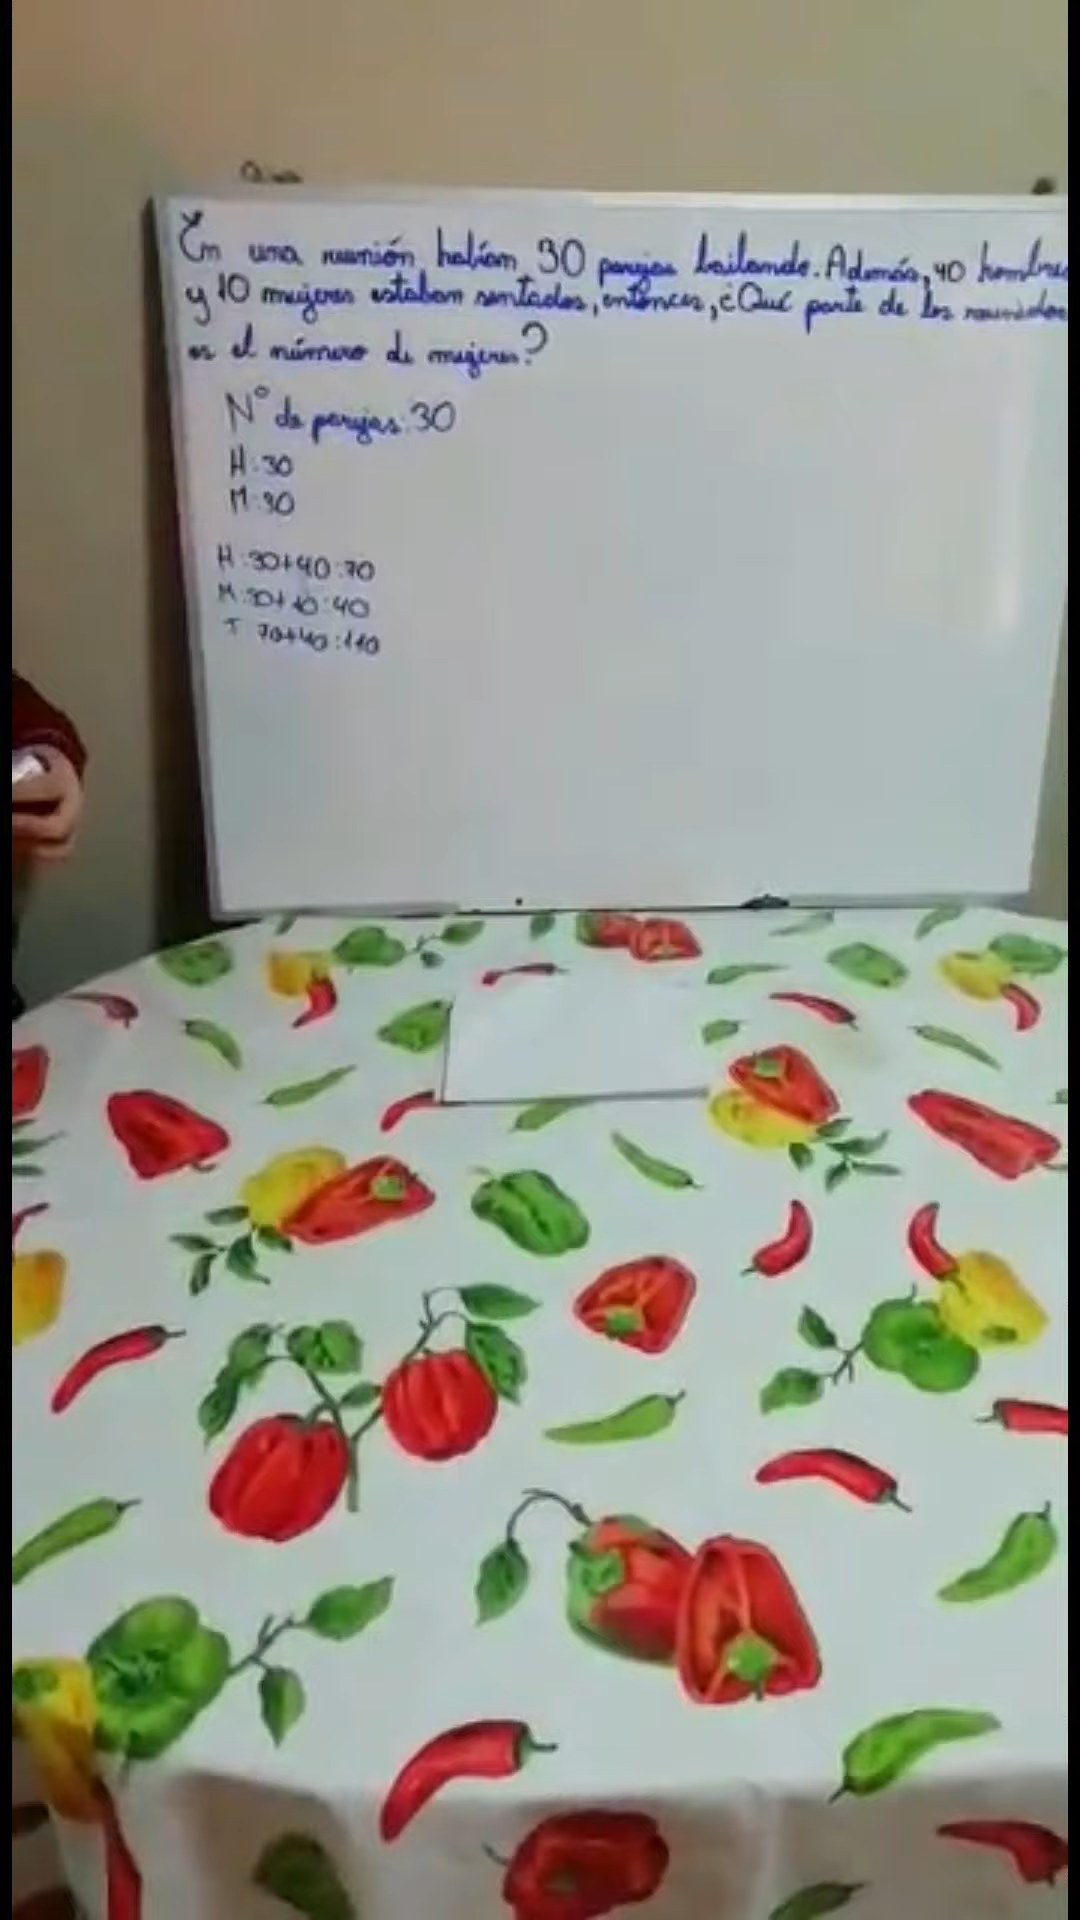 En una reunión habían 30 parejas bailando. Además, 40 hombres
y 10 mujeres estaban sentados, entonces, ¿Qué parte de los reunidos
es el número de mujeres?
N° de parejas: 30
H: 30
M: 30
H: 30+40: 70
M: 30+10: 40
T 70+40: 110